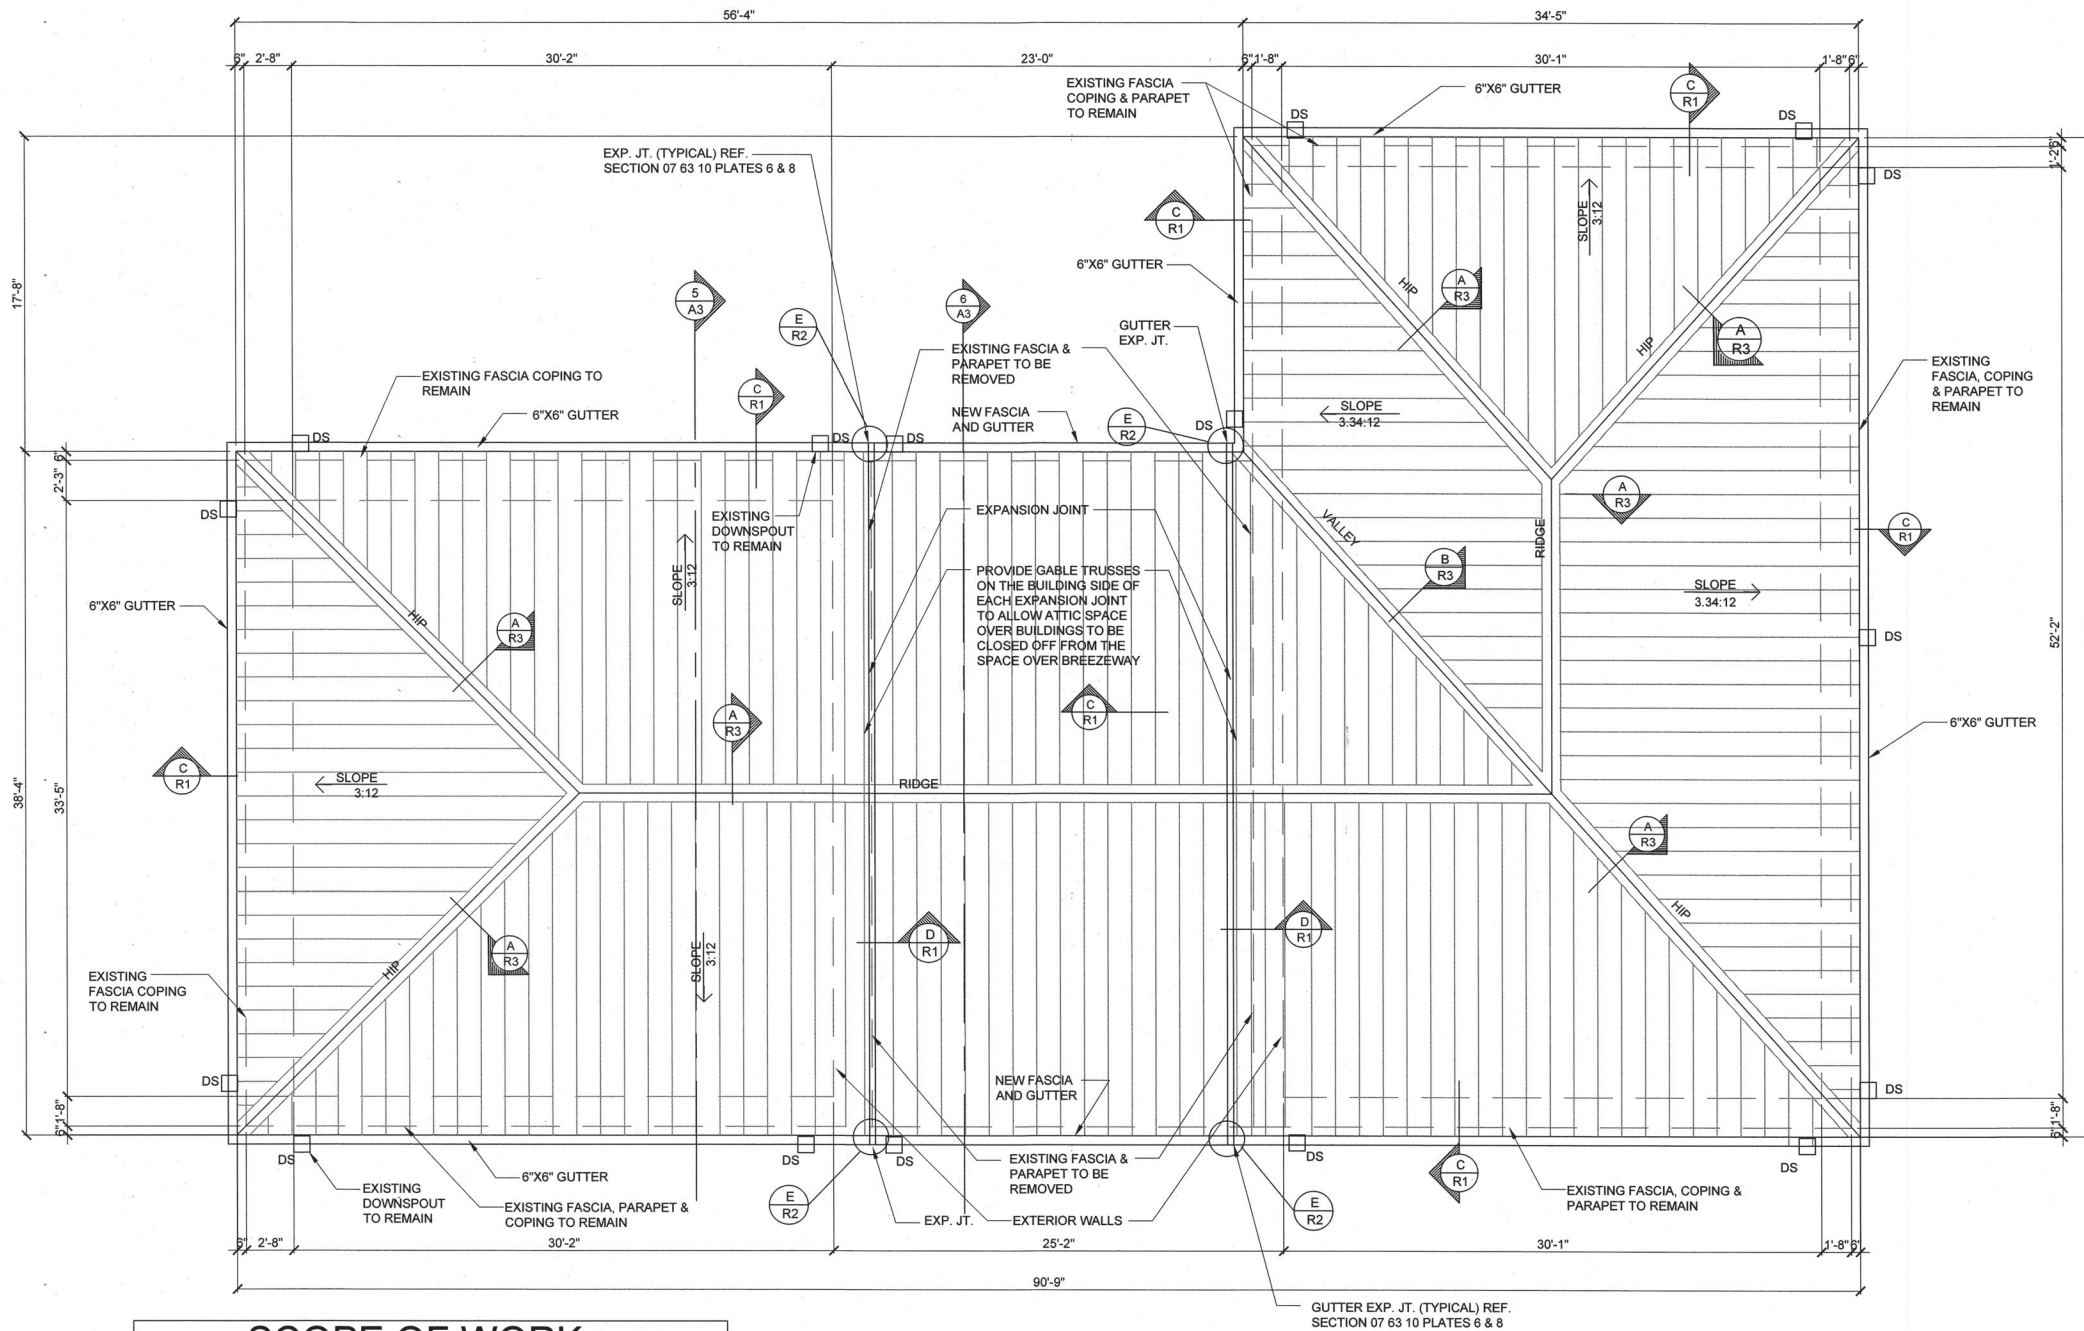 56'-4"
34'-5"
6"
2'-8"
30'-2"
23'-0"
6"
1'-8"
30'-1"
1'-8"
6"
EXISTING FASCIA
COPING & PARAPET
TO REMAIN
6"X6" GUTTER
C
R1
DS
DS
EXP. JT. (TYPICAL) REF.
SECTION 07 63 10 PLATES 6 & 8
1'-2"
6"
DS
C
R1
SLOPE
3:12
6"X6" GUTTER
HIP
A
R3
HIP
A
R3
17'-8"
5
A3
6
A3
E
R2
GUTTER
EXP. JT.
EXISTING FASCIA &
PARAPET TO BE
REMOVED
EXISTING
FASCIA, COPING
& PARAPET TO
REMAIN
EXISTING FASCIA COPING TO
REMAIN
C
R1
6"X6" GUTTER
NEW FASCIA
AND GUTTER
E
R2
DS
SLOPE
3.34:12
DS
DS
DS
6"
2'-3"
DS
EXISTING
DOWNSPOUT
TO REMAIN
EXPANSION JOINT
VALLEY
RIDGE
A
R3
C
R1
SLOPE
3:12
PROVIDE GABLE TRUSSES
ON THE BUILDING SIDE OF
EACH EXPANSION JOINT
TO ALLOW ATTIC SPACE
OVER BUILDINGS TO BE
CLOSED OFF FROM THE
SPACE OVER BREEZEWAY
B
R3
SLOPE
3.34:12
DS
52'-2"
6"X6" GUTTER
HIP
A
R3
A
R3
C
R1
6"X6" GUTTER
C
R1
SLOPE
3:12
RIDGE
38'-4"
33'-5"
A
R3
HIP
SLOPE
3:12
D
R1
D
R1
A
R3
HIP
EXISTING
FASCIA COPING
TO REMAIN
DS
NEW FASCIA
AND GUTTER
DS
1'-8"
6"
1'-8"
6"
DS
DS
DS
DS
DS
6"X6" GUTTER
EXISTING
DOWNSPOUT
TO REMAIN
EXISTING FASCIA, PARAPET &
COPING TO REMAIN
E
R2
EXP. JT.
EXISTING FASCIA &
PARAPET TO BE
REMOVED
EXTERIOR WALLS
E
R2
C
R1
EXISTING FASCIA, COPING &
PARAPET TO REMAIN
6"
2'-8"
30'-2"
25'-2"
30'-1"
1'-8"
6"
90'-9"
GUTTER EXP. JT. (TYPICAL) REF.
SECTION 07 63 10 PLATES 6 & 8
SCOPE OF WORK